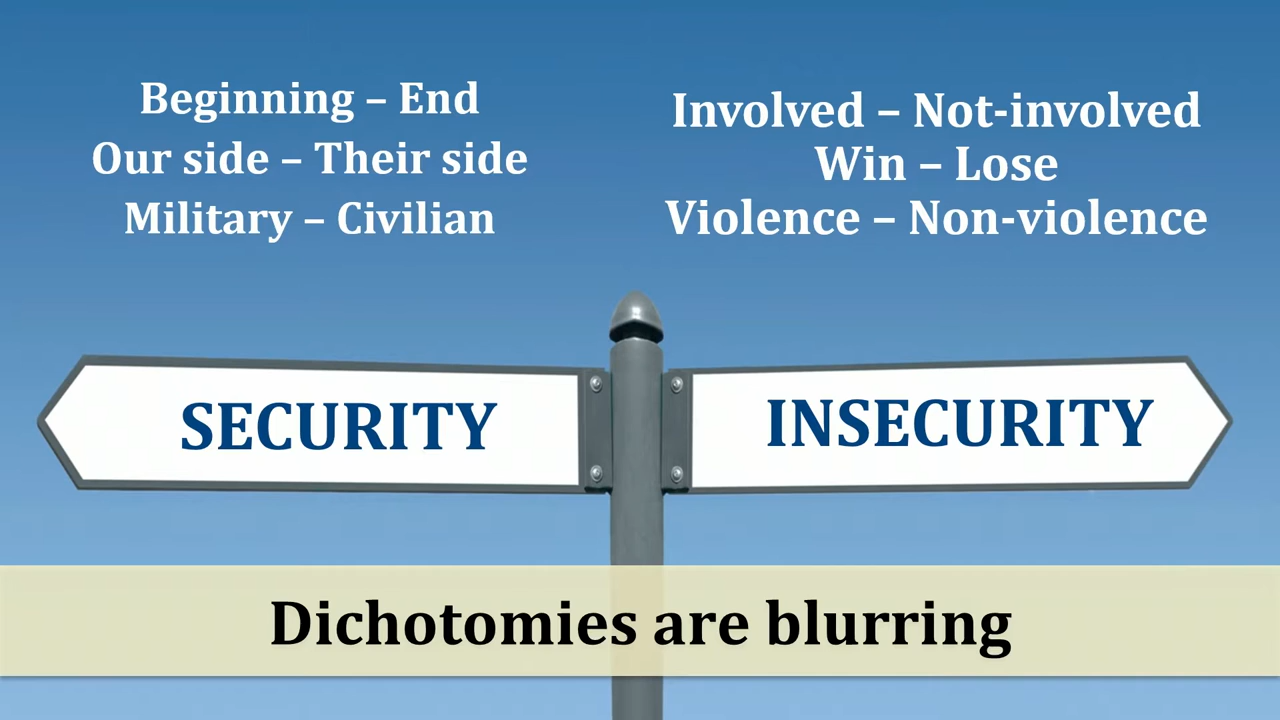 Beginning – End
Our side – Their side
Military – Civilian
Involved – Not-involved
Win – Lose
Violence – Non-violence
SECURITY
INSECURITY
Dichotomies are blurring